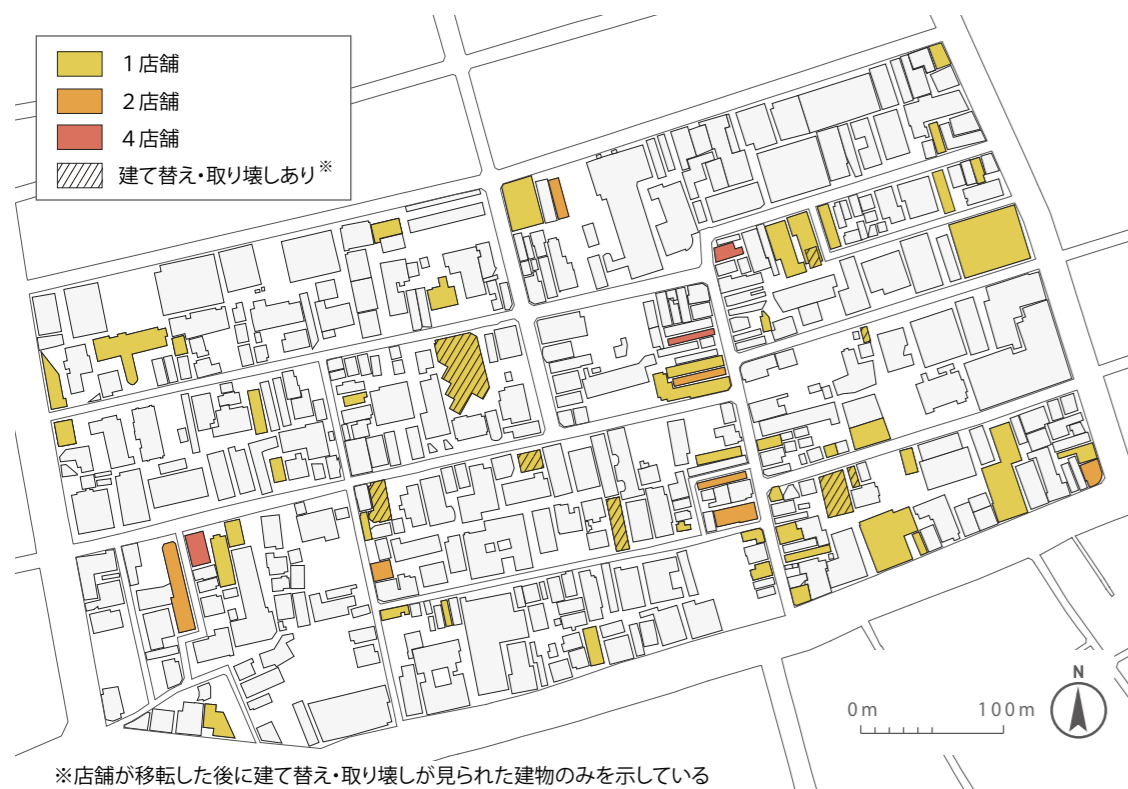 1店舗
2店舗
4店舗
建て替え・取り壊しあり※
N
0m 100m
※店舗が移転した後に建て替え・取り壊しが見られた建物のみを示している